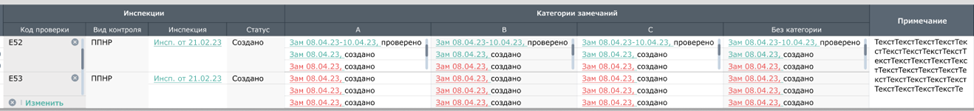 Инспекции Категории замечаний Примечание
Код проверки Вид контроля Инспекция Статус A B C Без категории
E52 ППНР Инсп. от 21.02.23 Создано Зам 08.04.23-10.04.23, проверено Зам 08.04.23-10.04.23, проверено Зам 08.04.23-10.04.23, проверено Зам 08.04.23-10.04.23, проверено ТекстТекстТекстТекстТек
Зам 08.04.23, создано Зам 08.04.23, создано Зам 08.04.23, создано Зам 08.04.23, создано стТекстТекстТекстТекстТ
Зам 08.04.23, создано Зам 08.04.23, создано Зам 08.04.23, создано Зам 08.04.23, создано екстТекстТекстТекстТекс
E53 ППНР Инсп. от 21.02.23 Создано Зам 08.04.23, создано Зам 08.04.23, создано Зам 08.04.23, создано Зам 08.04.23, создано тТекстТекстТекстТекстТе
Зам 08.04.23, создано Зам 08.04.23, создано Зам 08.04.23, создано Зам 08.04.23, создано кстТекстТекстТекстТекст
Изменить Зам 08.04.23, создано Зам 08.04.23, создано Зам 08.04.23, создано Зам 08.04.23, создано ТекстТекстТекстТекстТе